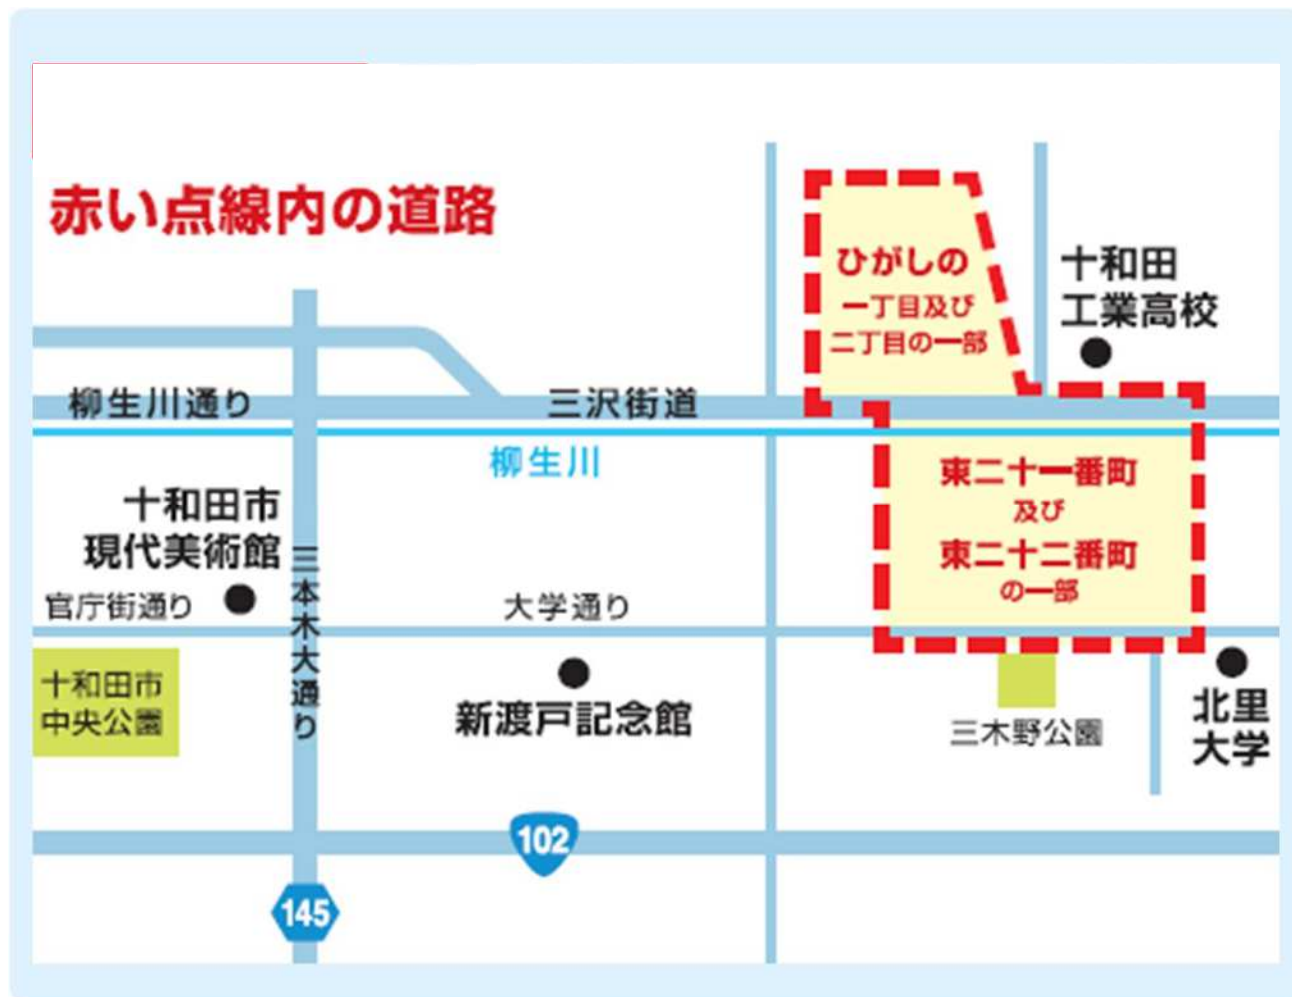 赤い点線内の道路
ひがしの
一丁目及び
二丁目の一部
十和田
工業高校
柳生川通り
三沢街道
柳生川
東二十一番町
及び
東二十二番町
の一部
十和田市
現代美術館
官庁街通り
三本木大通り
大学通り
十和田市
中央公園
新渡戸記念館
三木野公園
北里
大学
102
145